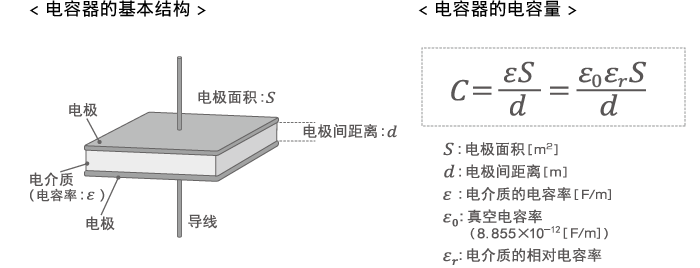 < 电容器的基本结构 >
电极面积:S
电极
电极间距离:d
电介质
(电容率:ε)
电极
导线
< 电容器的电容量 >
C = εS/d = ε₀εᵣS/d
S:电极面积[m²]
d:电极间距离[m]
ε:电介质的电容率[F/m]
ε₀:真空电容率
(8.855×10⁻¹²[F/m])
εᵣ:电介质的相对电容率